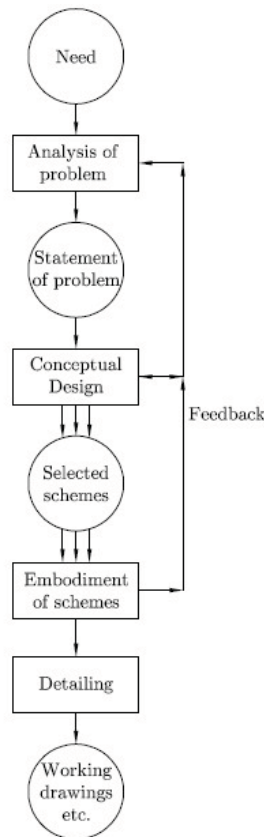 Need
Analysis of
problem
Statement
of problem
Conceptual
Design
Feedback
Selected
schemes
Embodiment
of schemes
Detailing
Working
drawings
etc.